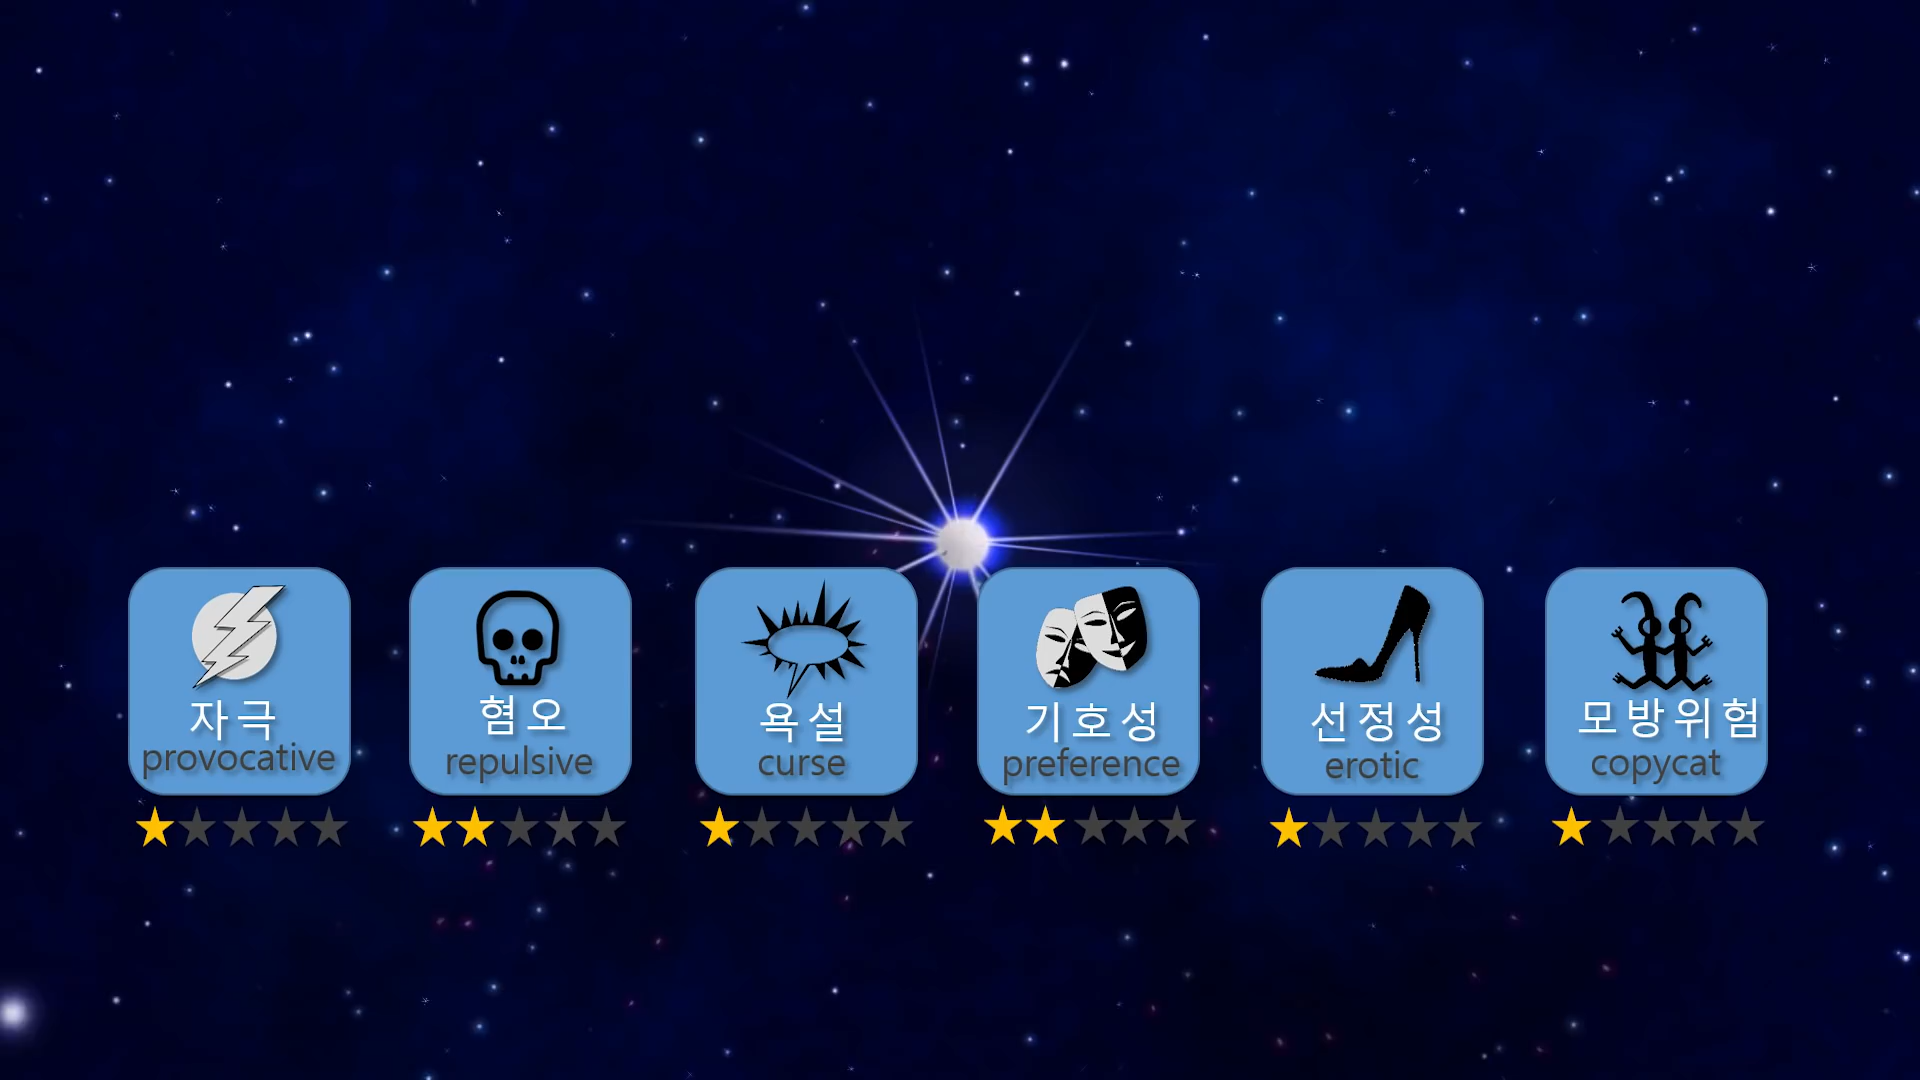 자극
provocative
혐오
repulsive
욕설
curse
기호성
preference
선정성
erotic
모방위험
copycat